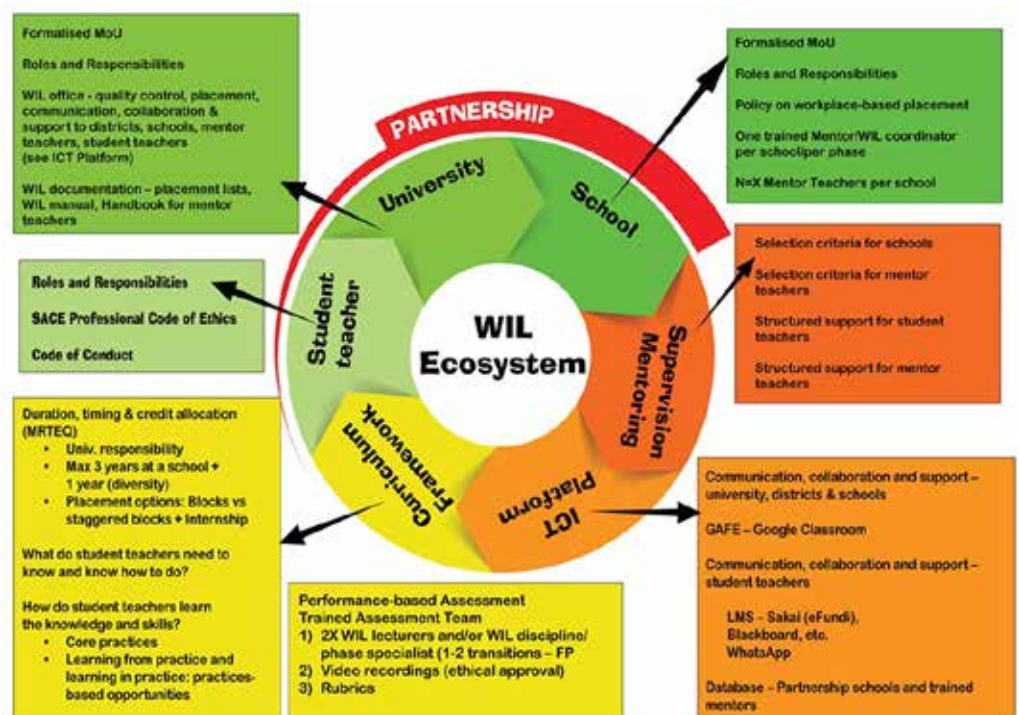 Formalised MoU
Roles and Responsibilities
WIL office - quality control, placement,
communication, collaboration &
support to districts, schools, mentor
teachers, student teachers
(see ICT Platform)
WIL documentation – placement lists,
WIL manual, Handbook for mentor
teachers
Roles and Responsibilities
SACE Professional Code of Ethics
Code of Conduct
Duration, timing & credit allocation
(MRTEQ)
• Univ. responsibility
• Max 3 years at a school +
1 year (diversity)
• Placement options: Blocks vs
staggered blocks + Internship
What do student teachers need to
know and know how to do?
How do student teachers learn
the knowledge and skills?
• Core practices
• Learning from practice and
learning in practice: practices-
based opportunities
PARTNERSHIP
University
School
Student
teacher
WIL
Ecosystem
Supervision
Mentoring
Curriculum
Framework
ICT
Platform
Performance-based Assessment
Trained Assessment Team
1) 2X WIL lecturers and/or WIL discipline/
phase specialist (1-2 transitions – FP
2) Video recordings (ethical approval)
3) Rubrics
Formalised MoU
Roles and Responsibilities
Policy on workplace-based placement
One trained Mentor/WIL coordinator
per school/per phase
N=X Mentor Teachers per school
Selection criteria for schools
Selection criteria for mentor
teachers
Structured support for student
teachers
Structured support for mentor
teachers
Communication, collaboration and support –
university, districts & schools
GAFE – Google Classroom
Communication, collaboration and support –
student teachers
LMS – Sakai (eFundi),
Blackboard, etc.
WhatsApp
Database – Partnership schools and trained
mentors